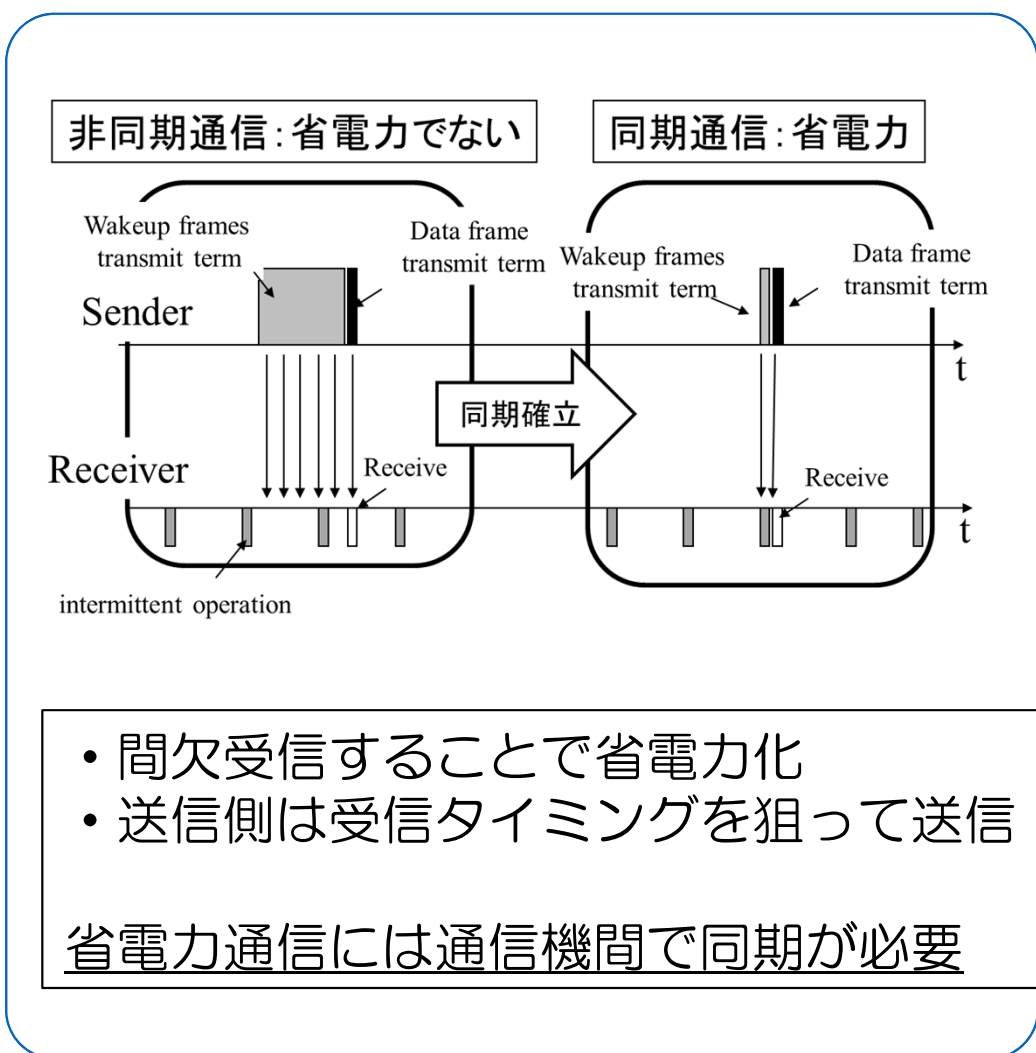 非同期通信:省電力でない
同期通信:省電力
Wakeup frames
transmit term
Data frame
transmit term
Wakeup frames
transmit term
Data frame
transmit term
Sender
t
同期確立
Receiver
Receive
Receive
t
intermittent operation
・間欠受信することで省電力化
・送信側は受信タイミングを狙って送信
省電力通信には通信機間で同期が必要